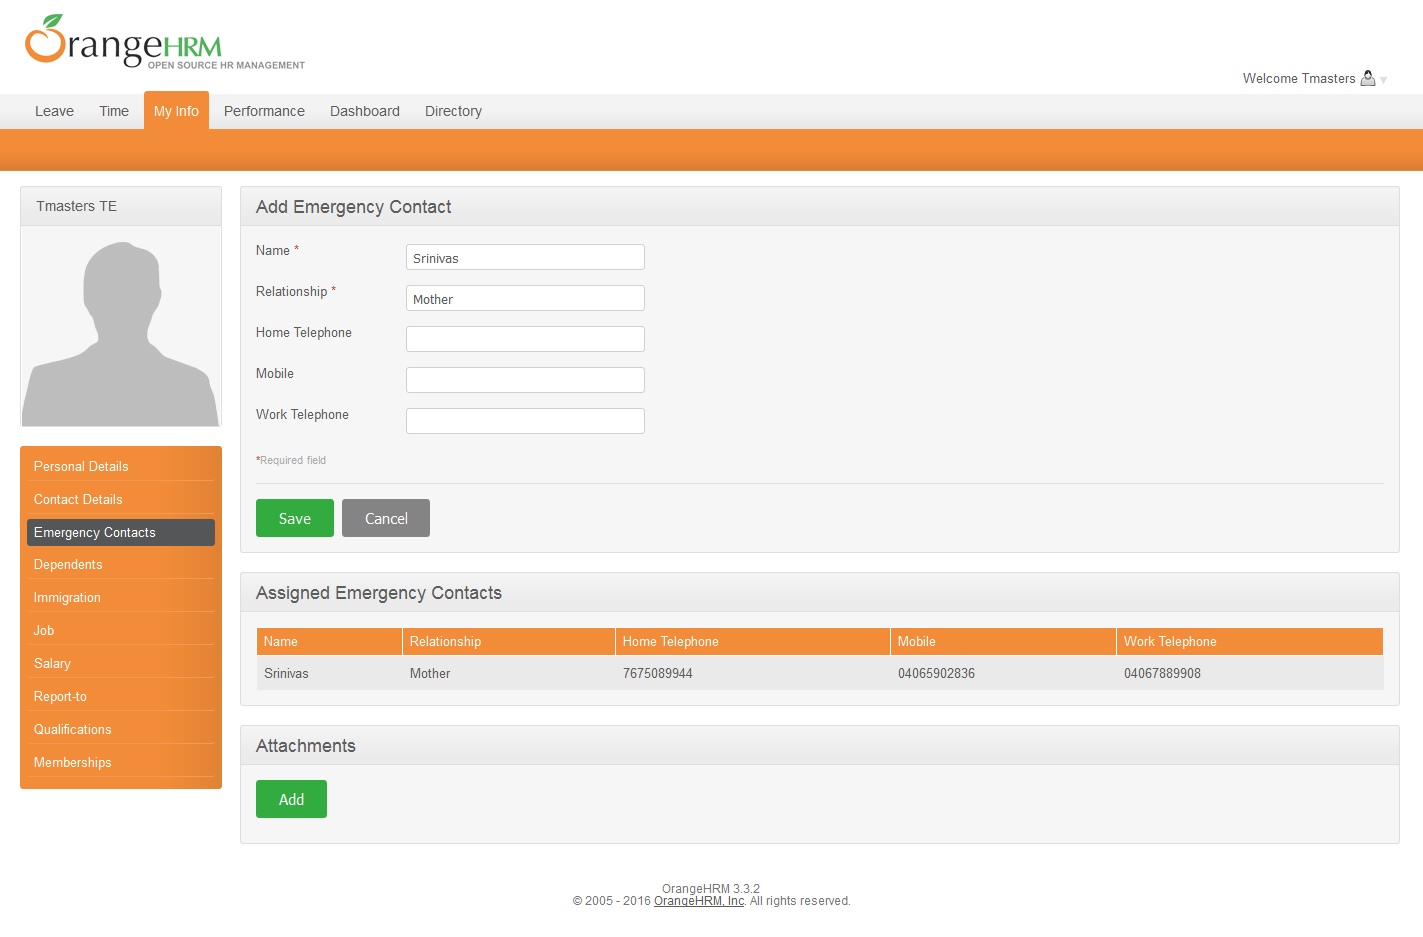 OrangeHRM
OPEN SOURCE HR MANAGEMENT
Welcome Tmasters
Leave Time My Info Performance Dashboard Directory
Tmasters TE
Personal Details
Contact Details
Emergency Contacts
Dependents
Immigration
Job
Salary
Report-to
Qualifications
Memberships
Add Emergency Contact
Name * Srinivas
Relationship * Mother
Home Telephone
Mobile
Work Telephone
*Required field
Save Cancel
Assigned Emergency Contacts
Name Relationship Home Telephone Mobile Work Telephone
Srinivas Mother 7675089944 04065902836 04067889908
Attachments
Add
OrangeHRM 3.3.2
© 2005 - 2016 OrangeHRM, Inc. All rights reserved.